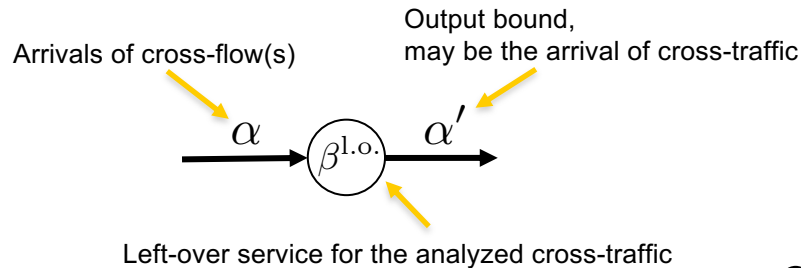 Output bound,
may be the arrival of cross-traffic
Arrivals of cross-flow(s)
α
β^l.o.
α′
Left-over service for the analyzed cross-traffic